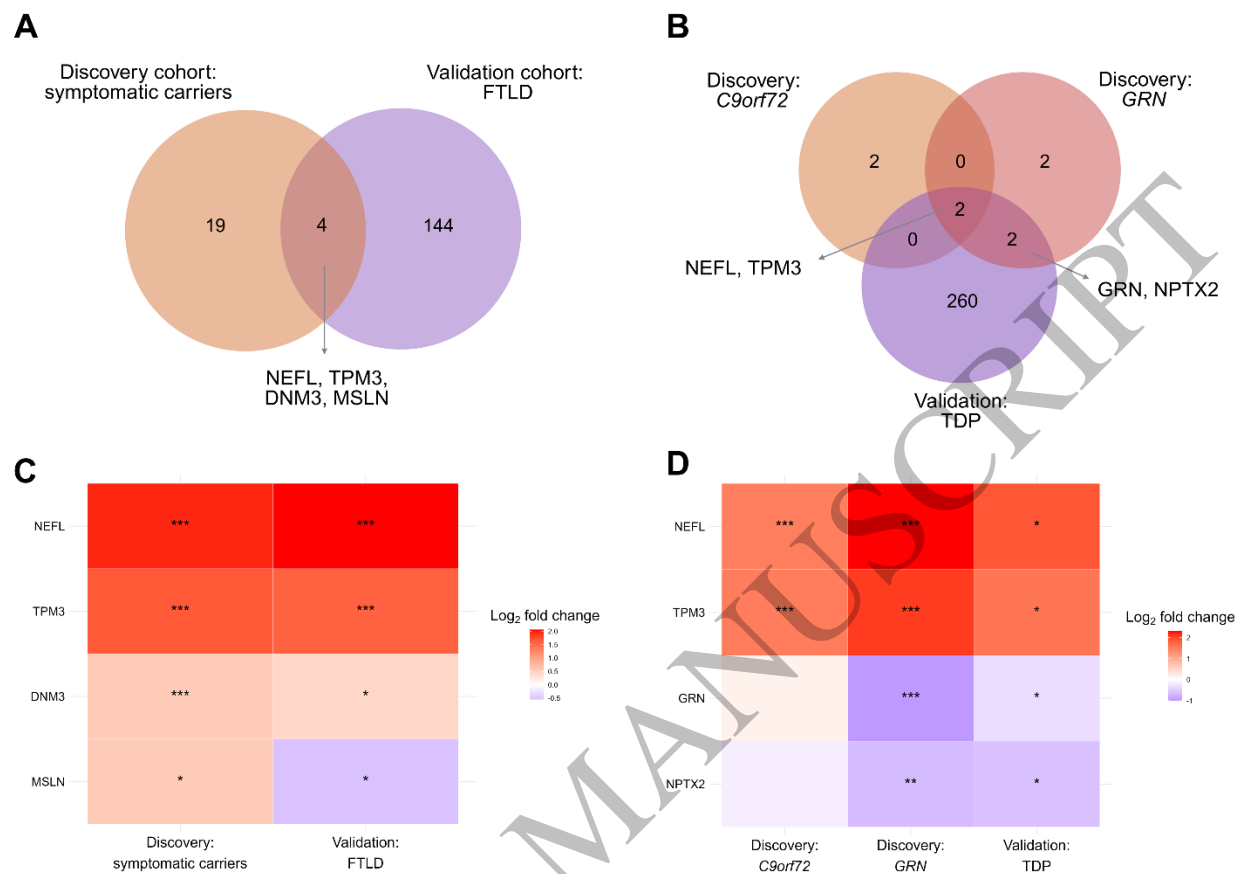 A
Discovery cohort:
symptomatic carriers
Validation cohort:
FTLD
19
4
144
NEFL, TPM3,
DNM3, MSLN
B
Discovery:
C9orf72
Discovery:
GRN
2
0
2
2
0
2
NEFL, TPM3
GRN, NPTX2
260
Validation:
TDP
C
NEFL
*** ***
TPM3
*** ***
DNM3
*** *
MSLN
* *
Discovery:
symptomatic carriers
Validation:
FTLD
Log2 fold change
2.0
1.5
1.0
0.5
0.0
-0.5
D
NEFL
*** *** *
TPM3
*** *** *
GRN
*** *
NPTX2
** *
Discovery:
C9orf72
Discovery:
GRN
Validation:
TDP
Log2 fold change
2
1
0
-1
MANUSCRIPT